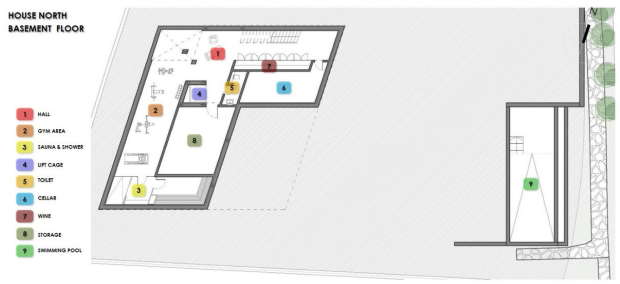 HOUSE NORTH
BASEMENT FLOOR
N
1 HALL
2 GYM AREA
3 SAUNA & SHOWER
4 LIFT CAGE
5 TOILET
6 CELLAR
7 WINE
8 STORAGE
9 SWIMMING POOL
1
7
4
5
6
2
8
3
9